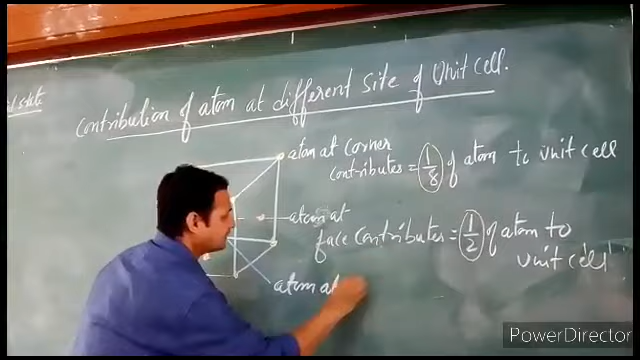 state
Contribution of atom at different Site of Unit Cell.
atom at corner
contributes = 1/8 of atom to unit cell
atom at
face contributes = 1/2 of atom to
unit cell
atom at
PowerDirector